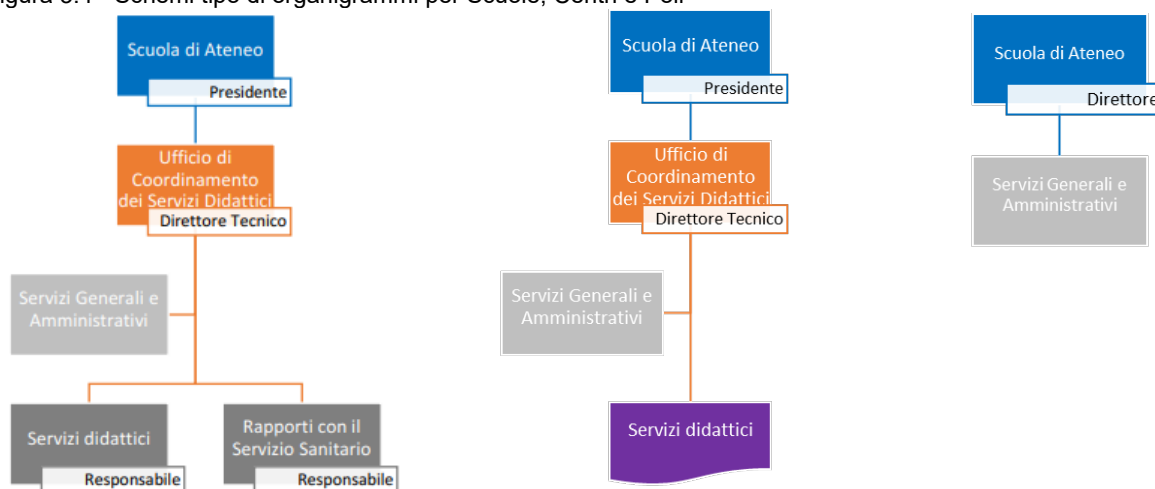 Scuola di Ateneo
Presidente
Ufficio di
Coordinamento
dei Servizi Didattici
Direttore Tecnico
Servizi Generali e
Amministrativi
Servizi didattici
Responsabile
Rapporti con il
Servizio Sanitario
Responsabile
Scuola di Ateneo
Presidente
Ufficio di
Coordinamento
dei Servizi Didattici
Direttore Tecnico
Servizi Generali e
Amministrativi
Servizi didattici
Scuola di Ateneo
Direttore
Servizi Generali e
Amministrativi